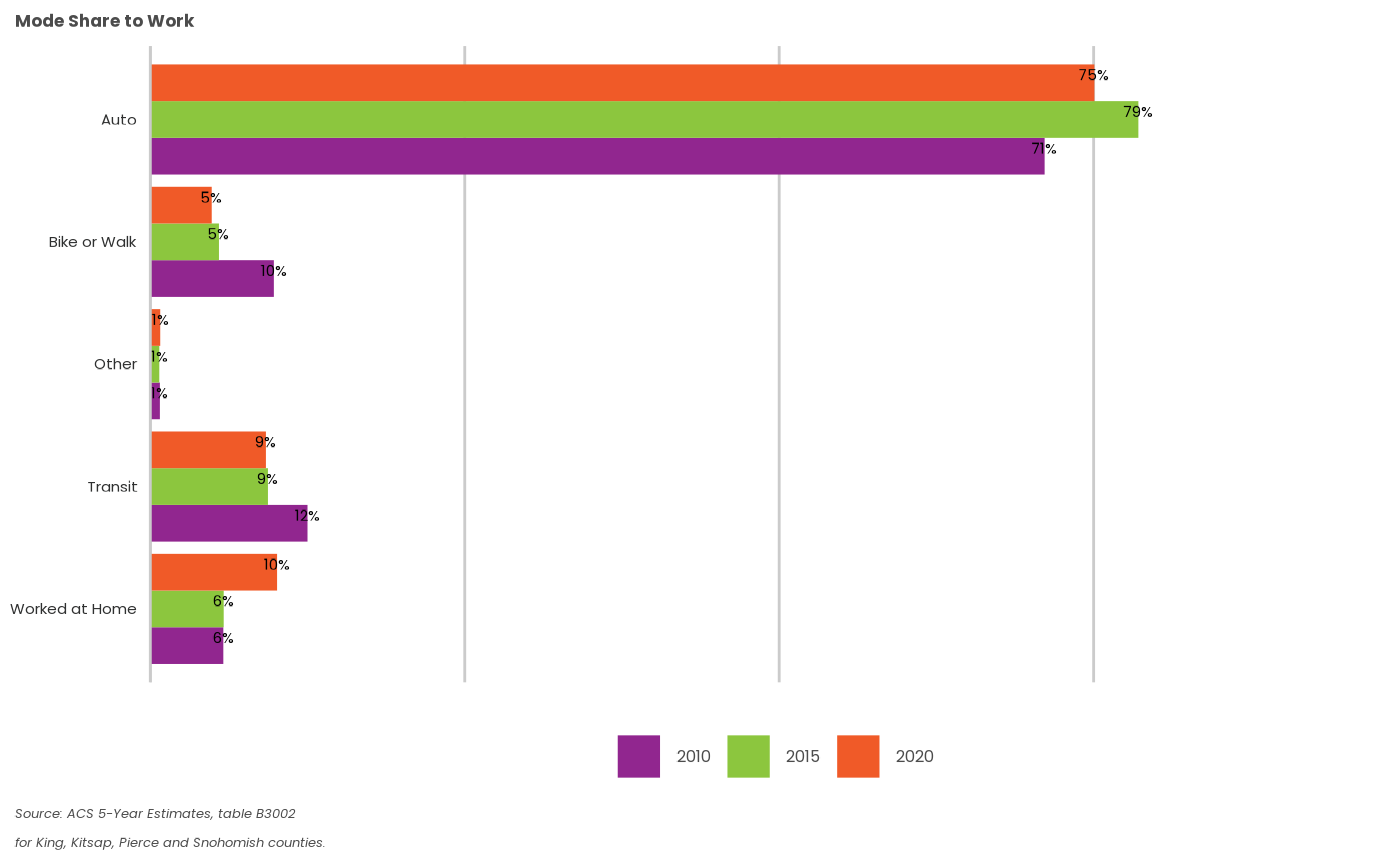 Mode Share to Work
75%
Auto
79%
71%
5%
Bike or Walk
5%
10%
1%
Other
1%
1%
9%
Transit
9%
12%
10%
Worked at Home
6%
6%
2010 2015 2020
Source: ACS 5-Year Estimates, table B3002
for King, Kitsap, Pierce and Snohomish counties.